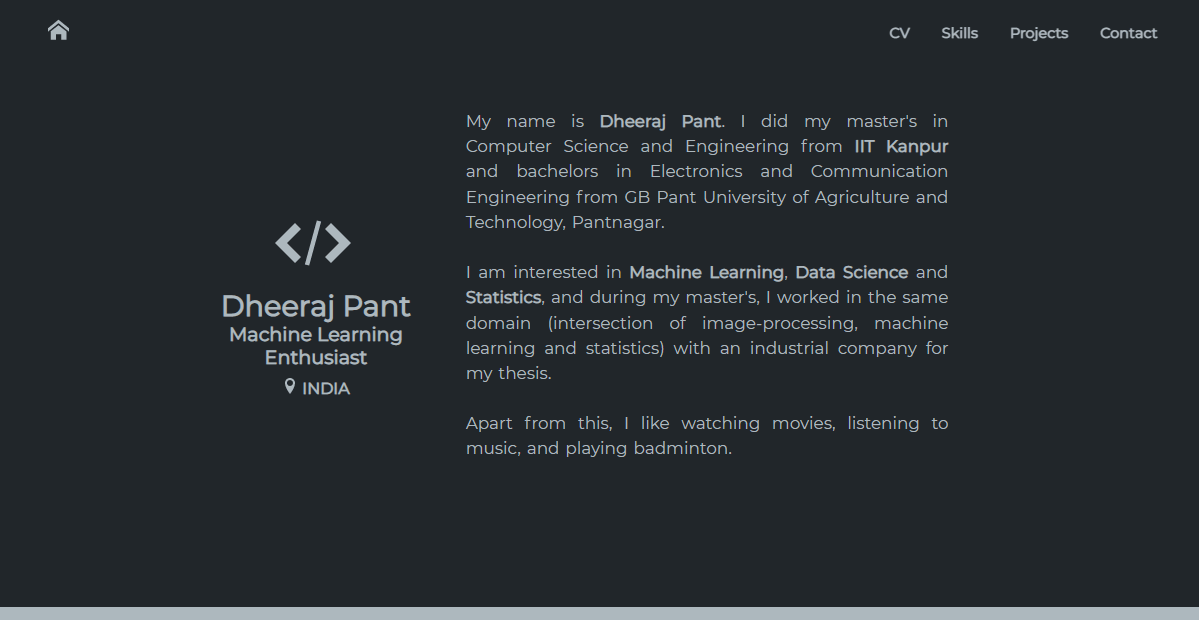 CV Skills Projects Contact
My name is Dheeraj Pant. I did my master's in
Computer Science and Engineering from IIT Kanpur
and bachelors in Electronics and Communication
Engineering from GB Pant University of Agriculture and
Technology, Pantnagar.
I am interested in Machine Learning, Data Science and
Statistics, and during my master's, I worked in the same
domain (intersection of image-processing, machine
learning and statistics) with an industrial company for
my thesis.
Apart from this, I like watching movies, listening to
music, and playing badminton.
</>
Dheeraj Pant
Machine Learning
Enthusiast
INDIA